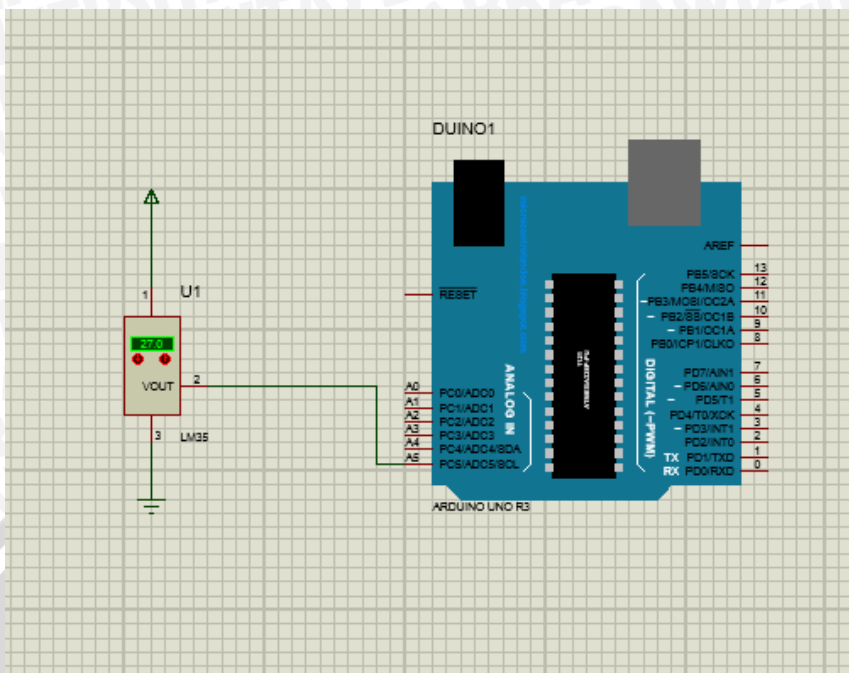 DUINO1
1
U1
27.0
VOUT
2
3
LM35
RESET
AREF
PB5/SCK 13
PB4/MISO 12
~PB3/MOSI/OC2A 11
~ PB2/SS/OC1B 10
~ PB1/OC1A 9
PB0/ICP1/CLKO 8
PD7/AIN1 7
~ PD6/AIN0 6
~ PD5/T1 5
PD4/T0/XCK 4
~ PD3/INT1 3
PD2/INT0 2
TX PD1/TXD 1
RX PD0/RXD 0
A0 PC0/ADC0
A1 PC1/ADC1
A2 PC2/ADC2
A3 PC3/ADC3
A4 PC4/ADC4/SDA
A5 PC5/ADC5/SCL
ANALOG IN
DIGITAL (~PWM)
ARDUINO UNO R3